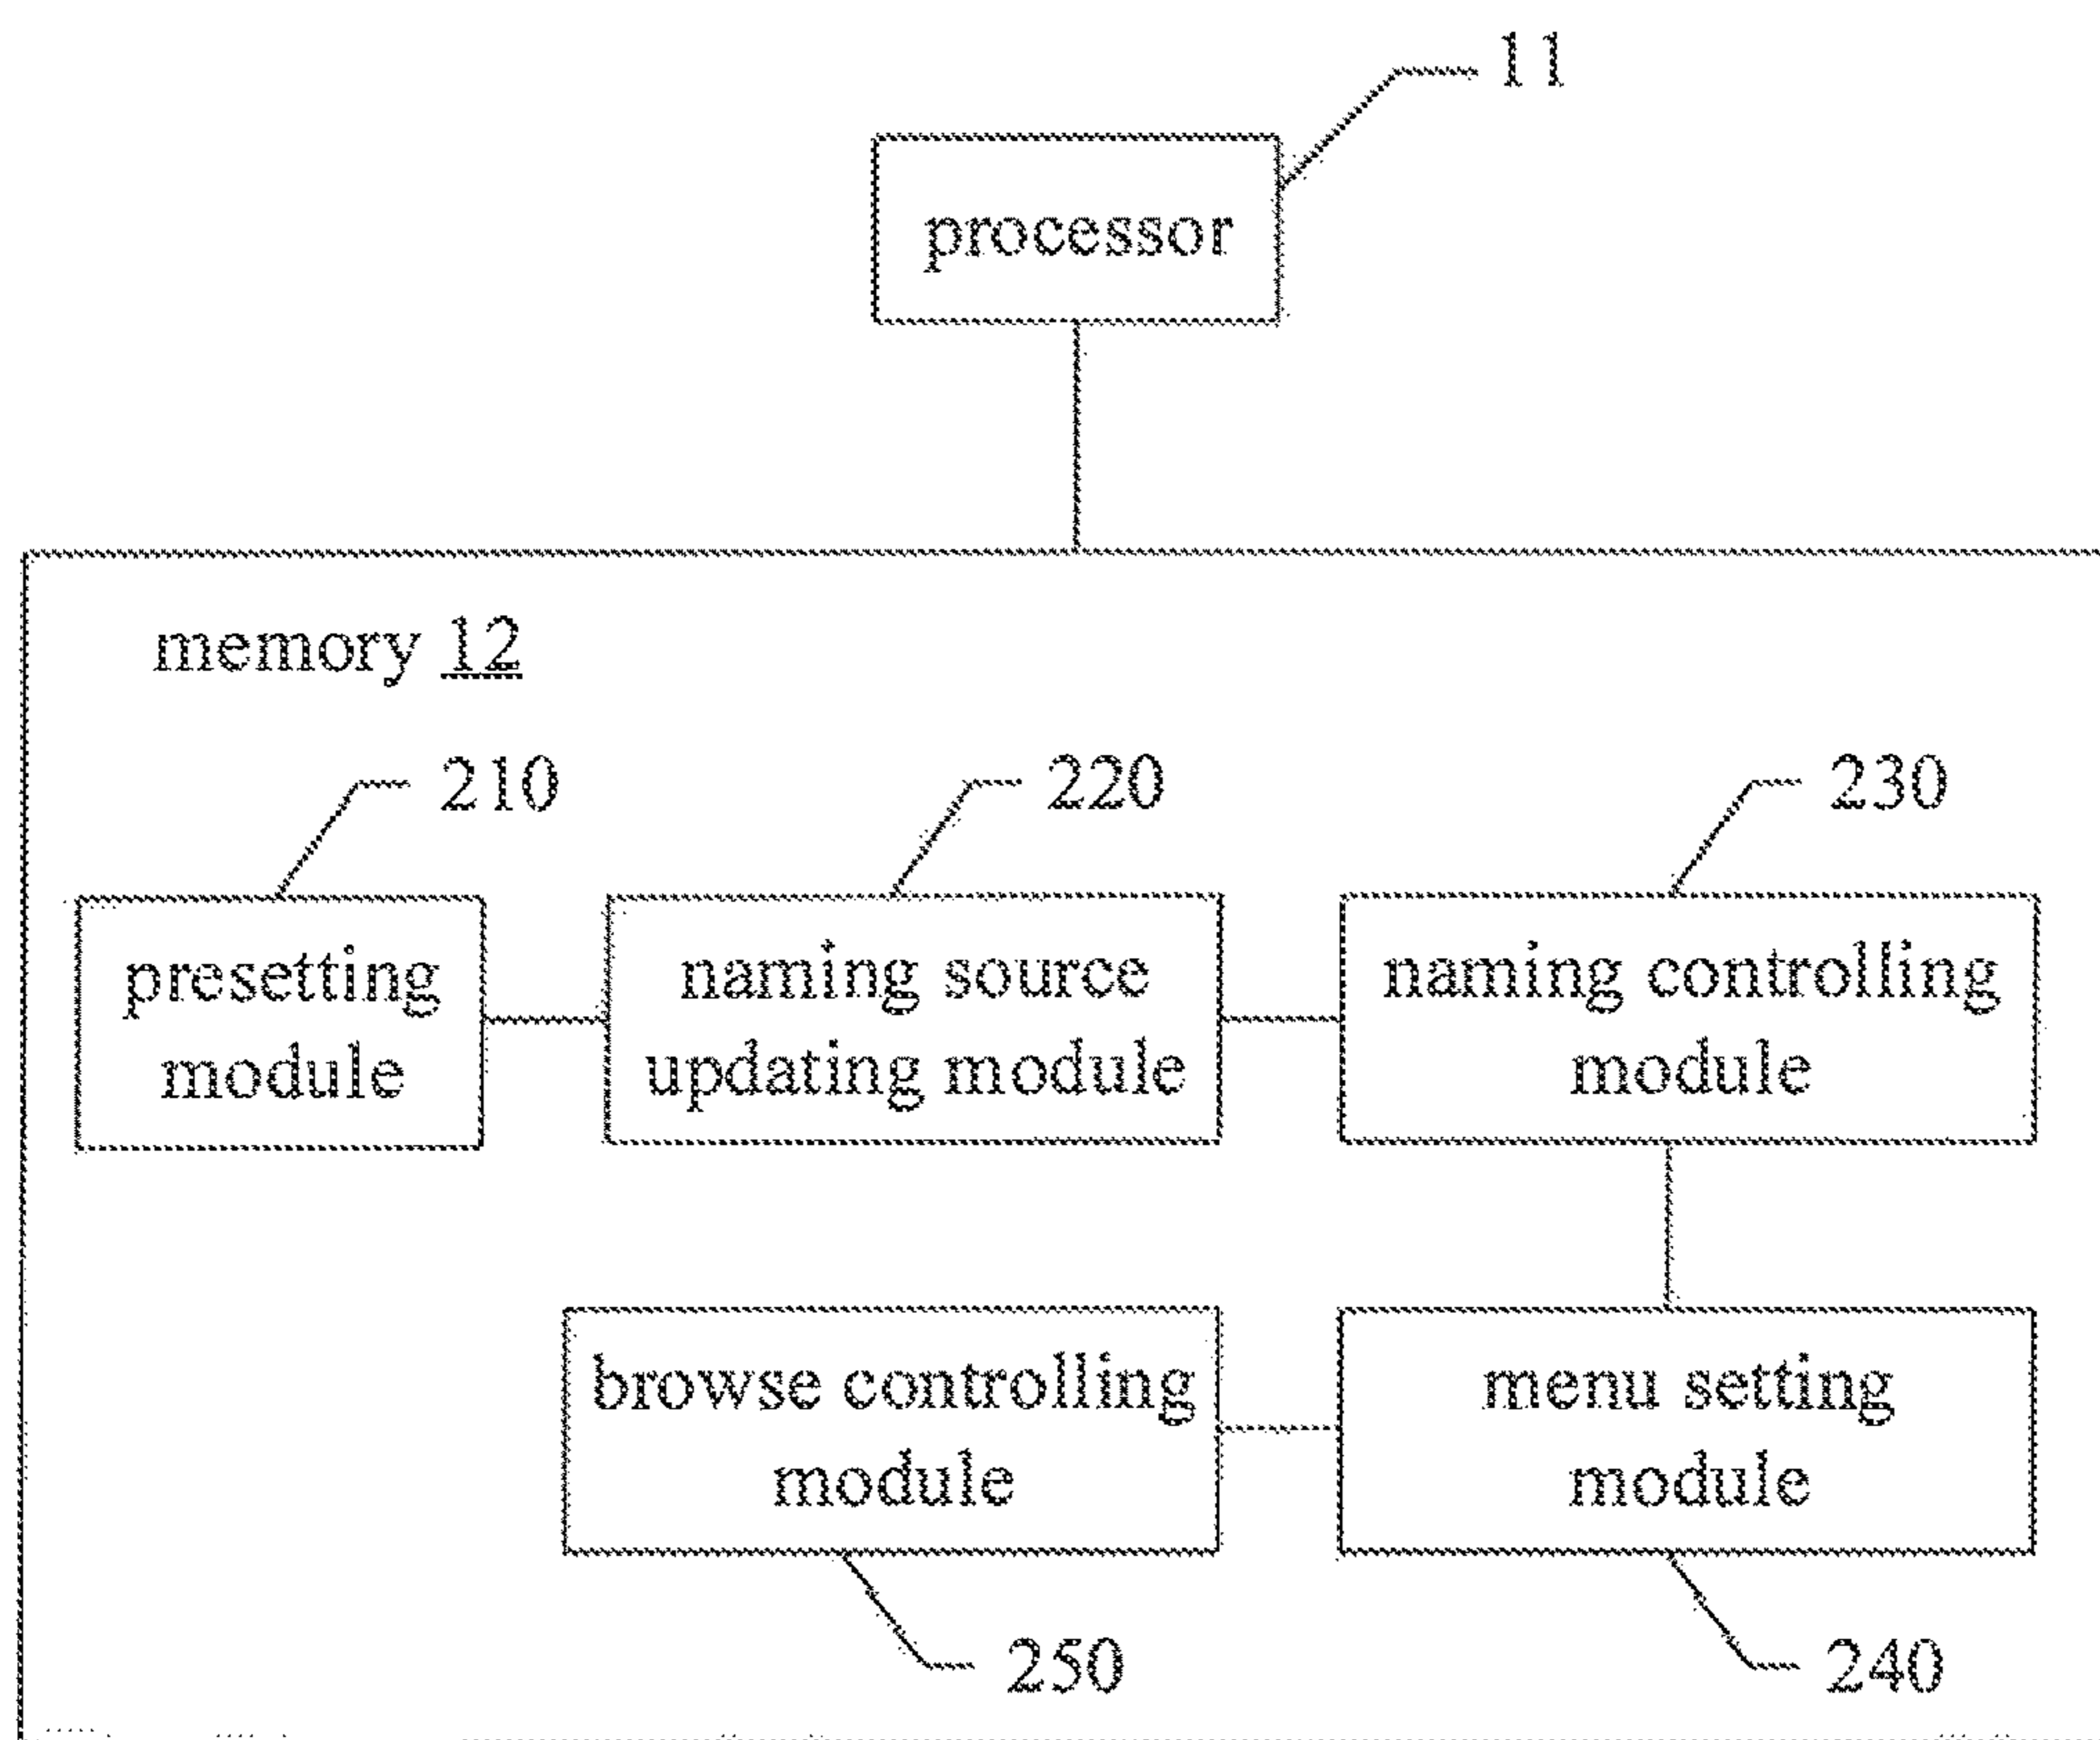 11
processor
memory 12
210
220
230
presetting
module
naming source
updating module
naming controlling
module
browse controlling
module
menu setting
module
250
240